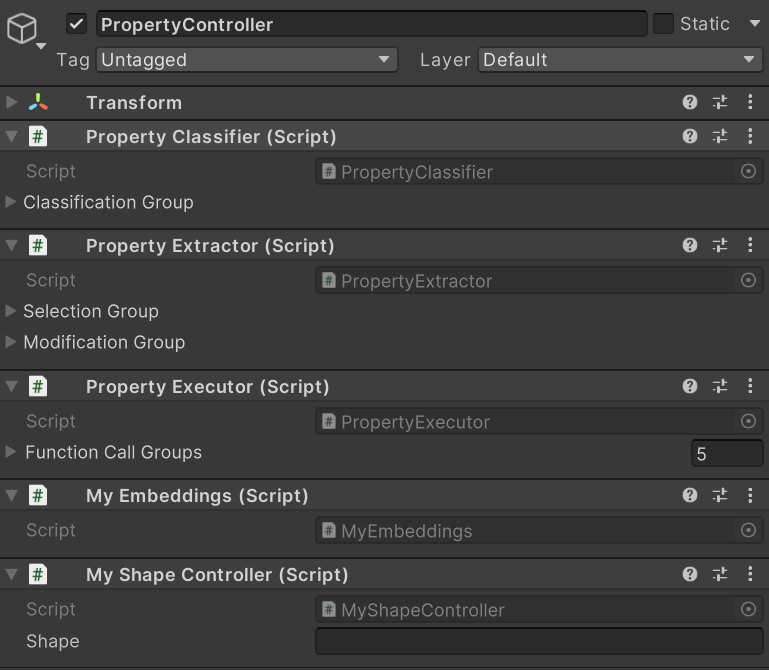 PropertyController Static
Tag Untagged Layer Default
Transform
# Property Classifier (Script)
Script # PropertyClassifier
Classification Group
# Property Extractor (Script)
Script # PropertyExtractor
Selection Group
Modification Group
# Property Executor (Script)
Script # PropertyExecutor
Function Call Groups 5
# My Embeddings (Script)
Script # MyEmbeddings
# My Shape Controller (Script)
Script # MyShapeController
Shape